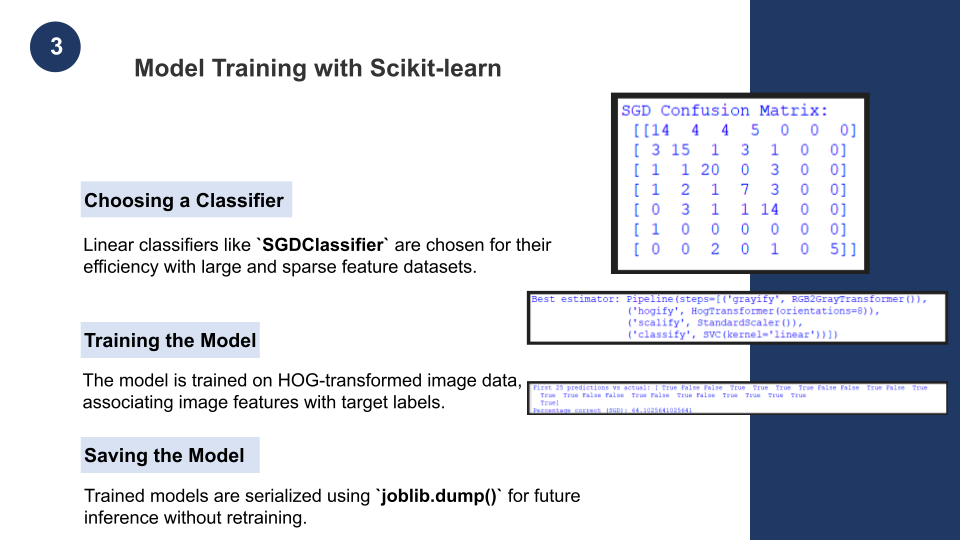 3
Model Training with Scikit-learn
SGD Confusion Matrix:
[[14 4 4 5 0 0 0]
[ 3 15 1 3 1 0 0]
[ 1 1 20 0 3 0 0]
[ 1 2 1 7 3 0 0]
[ 0 3 1 1 14 0 0]
[ 1 0 0 0 0 0 0]
[ 0 0 2 0 1 0 5]]
Choosing a Classifier
Linear classifiers like `SGDClassifier` are chosen for their
efficiency with large and sparse feature datasets.
Best estimator: Pipeline(steps=[('grayify', RGB2GrayTransformer()),
('hogify', HogTransformer(orientations=8)),
('scalify', StandardScaler()),
('classify', SVC(kernel='linear'))])
Training the Model
The model is trained on HOG-transformed image data,
associating image features with target labels.
First 25 predictions vs actual: [ True False False True True True True False False True False True
True True False False True False True False True True True True
True]
Percentage correct (SGD): 64.1025641025641
Saving the Model
Trained models are serialized using `joblib.dump()` for future
inference without retraining.